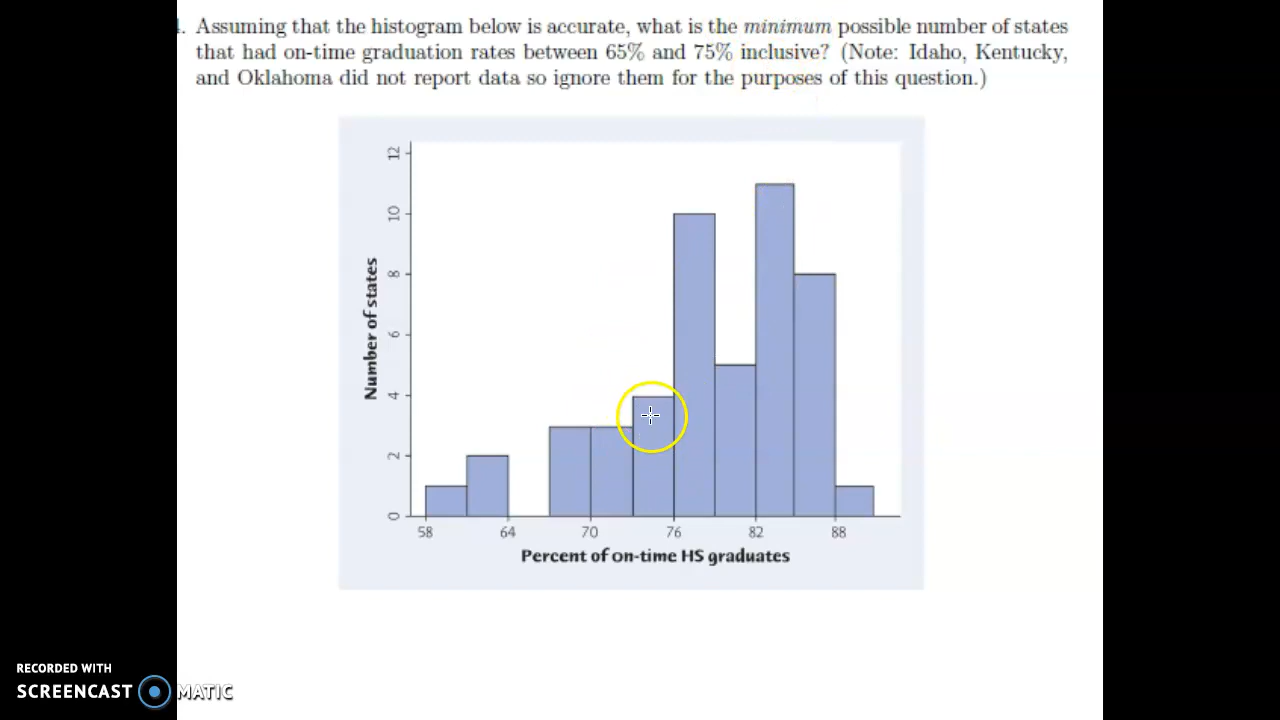 . Assuming that the histogram below is accurate, what is the minimum possible number of states
that had on-time graduation rates between 65% and 75% inclusive? (Note: Idaho, Kentucky,
and Oklahoma did not report data so ignore them for the purposes of this question.)
12
10
8
6
4
2
0
Number of states
58 64 70 76 82 88
Percent of on-time HS graduates
RECORDED WITH
SCREENCAST MATIC